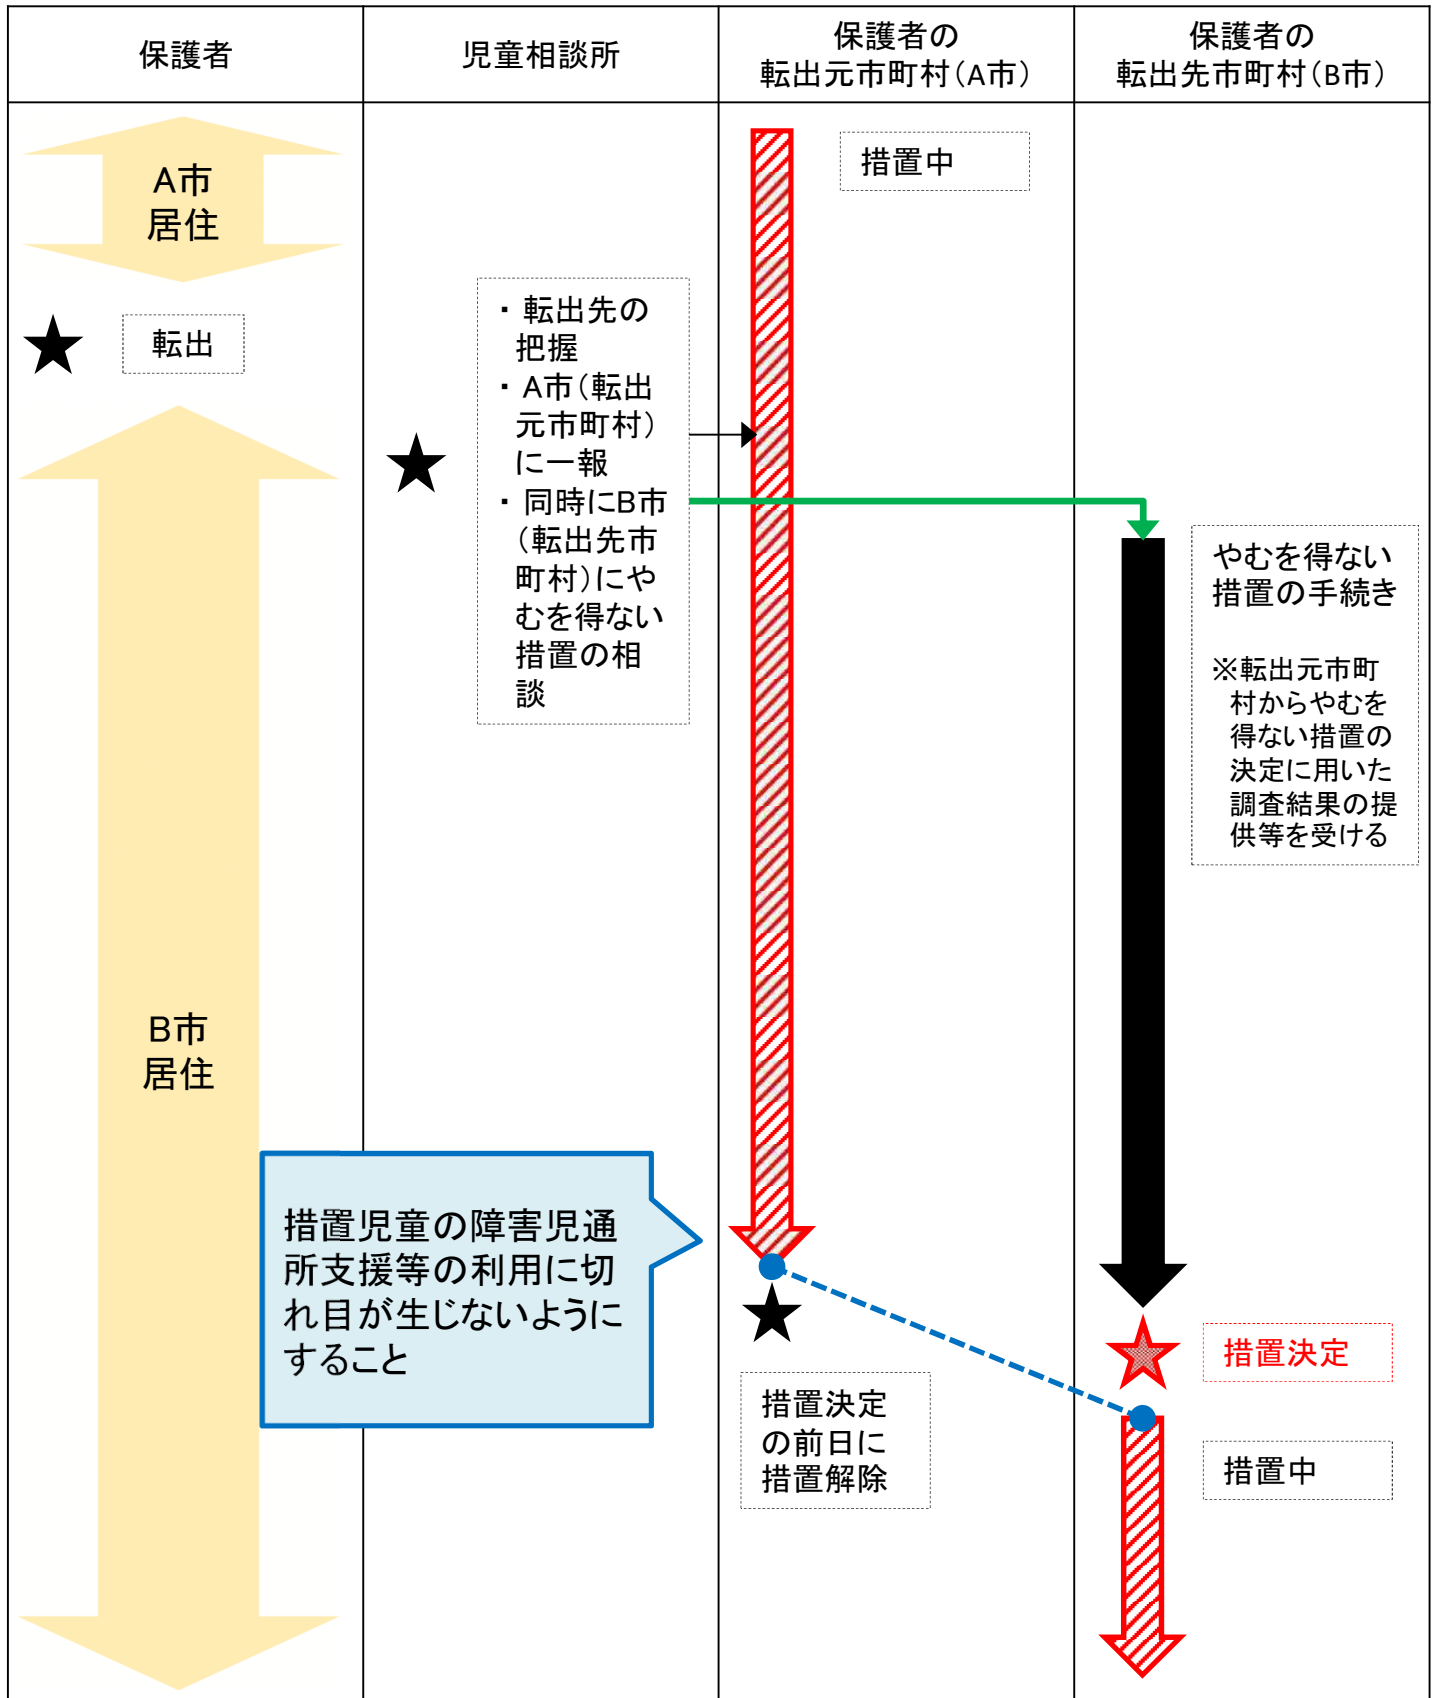 保護者
児童相談所
保護者の
転出元市町村（A市）
保護者の
転出先市町村（B市）
A市
居住
措置中
転出
・ 転出先の
把握
・ A市（転出
元市町村）
に一報
・ 同時にB市
（転出先市
町村）にや
むを得ない
措置の相
談
やむを得ない
措置の手続き
※転出元市町
村からやむを
得ない措置の
決定に用いた
調査結果の提
供等を受ける
B市
居住
措置児童の障害児通
所支援等の利用に切
れ目が生じないように
すること
措置決定
措置決定
の前日に
措置解除
措置中